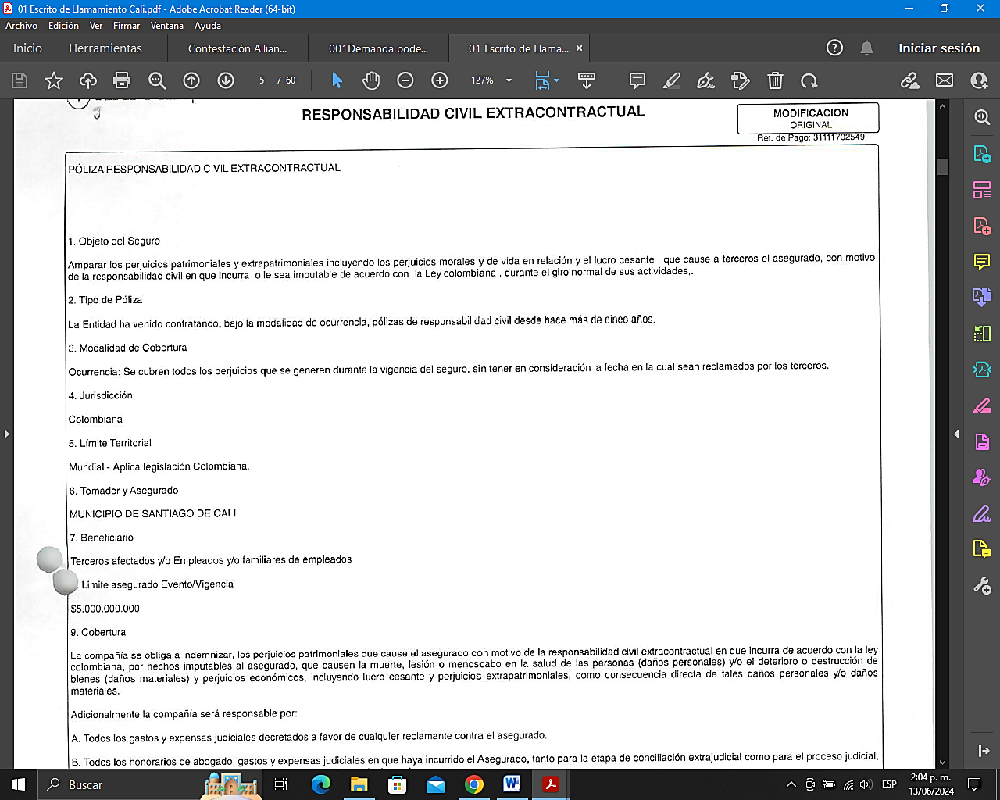 01 Escrito de Llamamiento Cali.pdf - Adobe Acrobat Reader (64-bit)
Archivo Edición Ver Firmar Ventana Ayuda
Inicio Herramientas Contestación Allian... 001Demanda pode... 01 Escrito de Llama... × Iniciar sesión
5 / 60 127%
RESPONSABILIDAD CIVIL EXTRACONTRACTUAL
MODIFICACION
ORIGINAL
Ref. de Pago: 31111702549
PÓLIZA RESPONSABILIDAD CIVIL EXTRACONTRACTUAL
1. Objeto del Seguro
Amparar los perjuicios patrimoniales y extrapatrimoniales incluyendo los perjuicios morales y de vida en relación y el lucro cesante , que cause a terceros el asegurado, con motivo
de la responsabilidad civil en que incurra o le sea imputable de acuerdo con la Ley colombiana , durante el giro normal de sus actividades,.
2. Tipo de Póliza
La Entidad ha venido contratando, bajo la modalidad de ocurrencia, pólizas de responsabilidad civil desde hace más de cinco años.
3. Modalidad de Cobertura
Ocurrencia: Se cubren todos los perjuicios que se generen durante la vigencia del seguro, sin tener en consideración la fecha en la cual sean reclamados por los terceros.
4. Jurisdicción
Colombiana
5. Límite Territorial
Mundial - Aplica legislación Colombiana.
6. Tomador y Asegurado
MUNICIPIO DE SANTIAGO DE CALI
7. Beneficiario
Terceros afectados y/o Empleados y/o familiares de empleados
. Limite asegurado Evento/Vigencia
$5.000.000.000
9. Cobertura
La compañía se obliga a indemnizar, los perjuicios patrimoniales que cause el asegurado con motivo de la responsabilidad civil extracontractual en que incurra de acuerdo con la ley
colombiana, por hechos imputables al asegurado, que causen la muerte, lesión o menoscabo en la salud de las personas (daños personales) y/o el deterioro o destrucción de
bienes (daños materiales) y perjuicios económicos, incluyendo lucro cesante y perjuicios extrapatrimoniales, como consecuencia directa de tales daños personales y/o daños
materiales.
Adicionalmente la compañía será responsable por:
A. Todos los gastos y expensas judiciales decretados a favor de cualquier reclamante contra el asegurado.
B. Todos los honorarios de abogado, gastos y expensas judiciales en que haya incurrido el Asegurado, tanto para la etapa de conciliación extrajudicial como para el proceso judicial,
Buscar
ESP
2:04 p. m.
13/06/2024